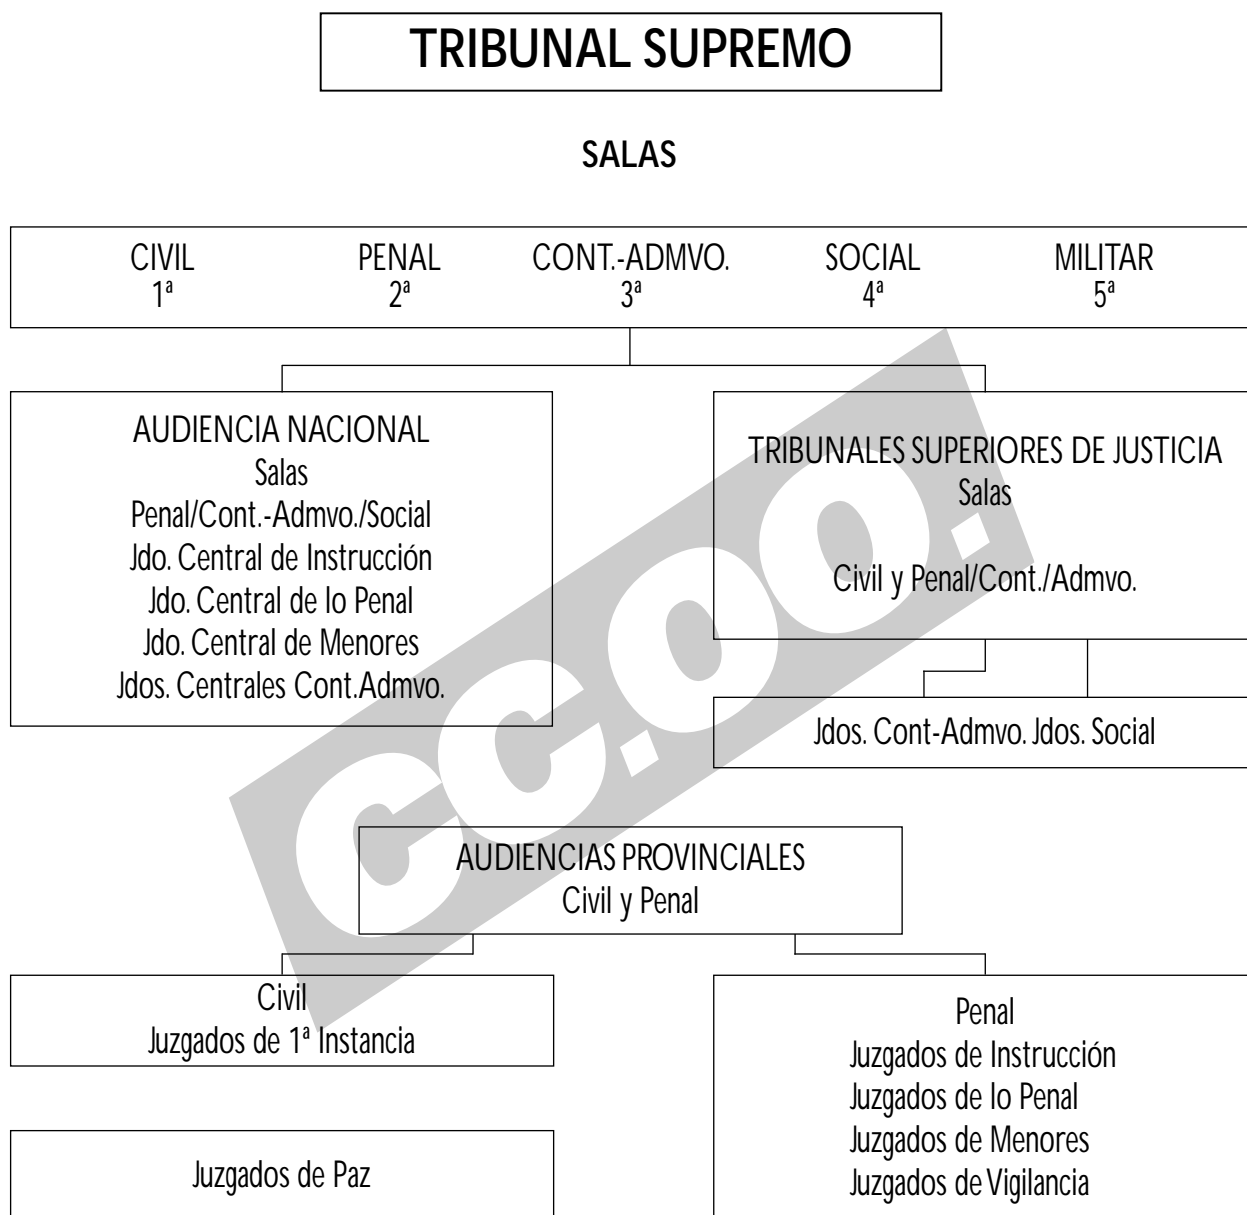 TRIBUNAL SUPREMO
SALAS
CIVIL PENAL CONT.-ADMVO. SOCIAL MILITAR
1ª 2ª 3ª 4ª 5ª
AUDIENCIA NACIONAL
Salas
Penal/Cont.-Admvo./Social
Jdo. Central de Instrucción
Jdo. Central de lo Penal
Jdo. Central de Menores
Jdos. Centrales Cont.Admvo.
TRIBUNALES SUPERIORES DE JUSTICIA
Salas
Civil y Penal/Cont./Admvo.
Jdos. Cont-Admvo. Jdos. Social
CC.OO.
AUDIENCIAS PROVINCIALES
Civil y Penal
Civil
Juzgados de 1ª Instancia
Juzgados de Paz
Penal
Juzgados de Instrucción
Juzgados de lo Penal
Juzgados de Menores
Juzgados de Vigilancia